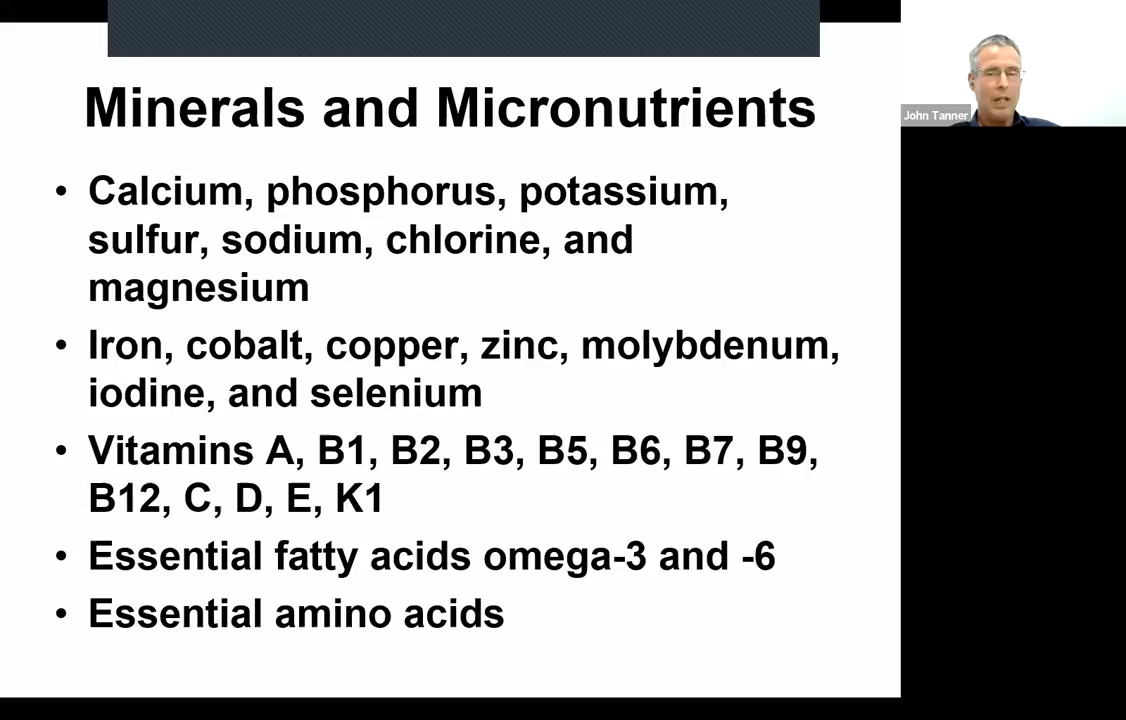 Minerals and Micronutrients
John Tanner
• Calcium, phosphorus, potassium,
sulfur, sodium, chlorine, and
magnesium
• Iron, cobalt, copper, zinc, molybdenum,
iodine, and selenium
• Vitamins A, B1, B2, B3, B5, B6, B7, B9,
B12, C, D, E, K1
• Essential fatty acids omega-3 and -6
• Essential amino acids